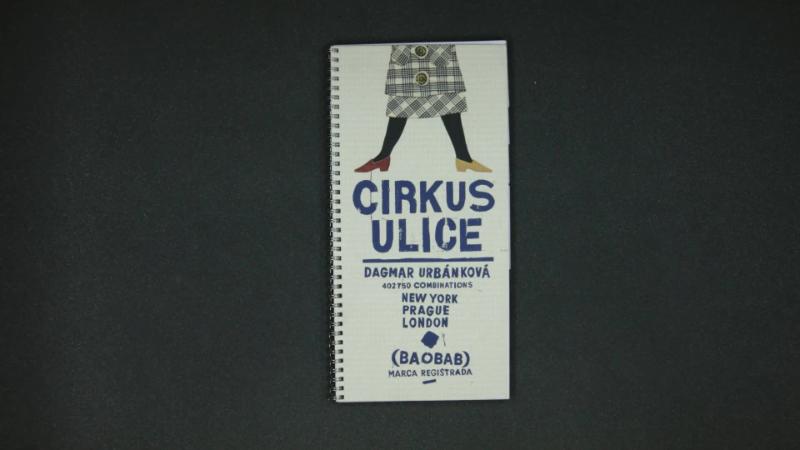 CIRKUS
ULICE
DAGMAR URBÁNKOVÁ
402750 COMBINATIONS
NEW YORK
PRAGUE
LONDON
(BAOBAB)
MARCA REGISTRADA